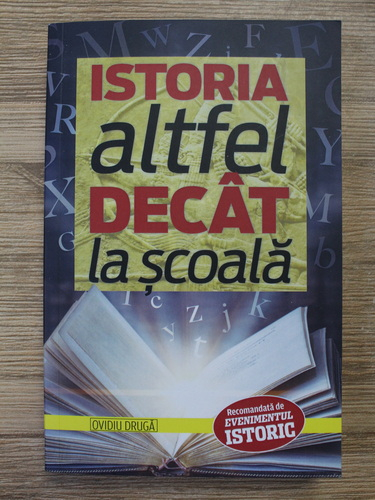 ISTORIA
altfel
DECÂT
la școală
OVIDIU DRUGĂ
Recomandată de
EVENIMENTUL
ISTORIC